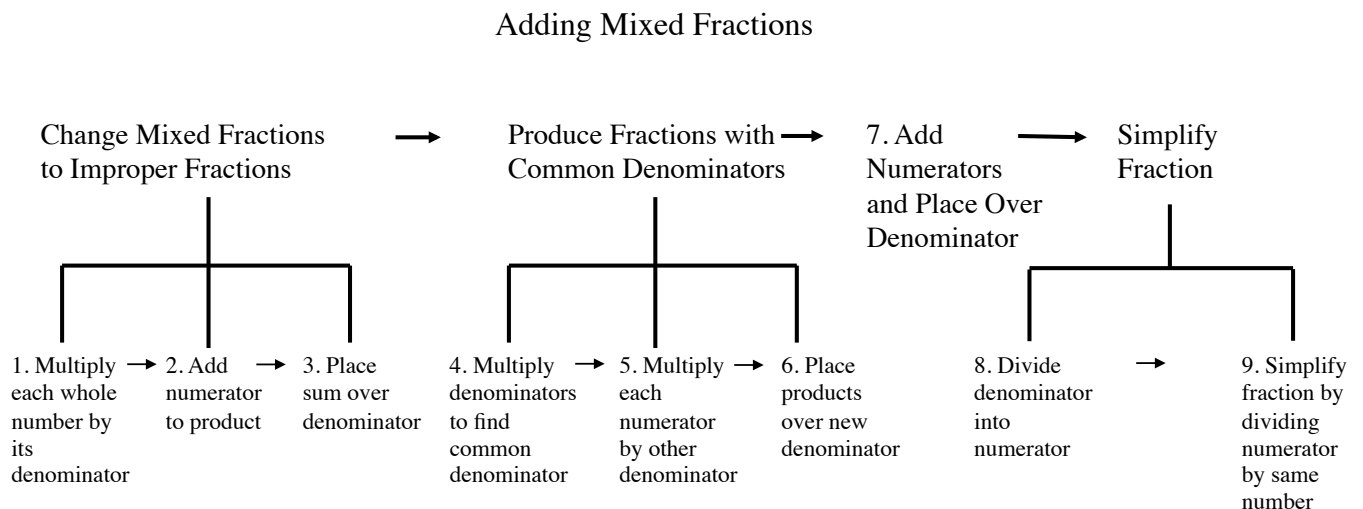 Adding Mixed Fractions
Change Mixed Fractions
to Improper Fractions
Produce Fractions with
Common Denominators
7. Add
Numerators
and Place Over
Denominator
Simplify
Fraction
1. Multiply
each whole
number by
its
denominator
2. Add
numerator
to product
3. Place
sum over
denominator
4. Multiply
denominators
to find
common
denominator
5. Multiply
each
numerator
by other
denominator
6. Place
products
over new
denominator
8. Divide
denominator
into
numerator
9. Simplify
fraction by
dividing
numerator
by same
number